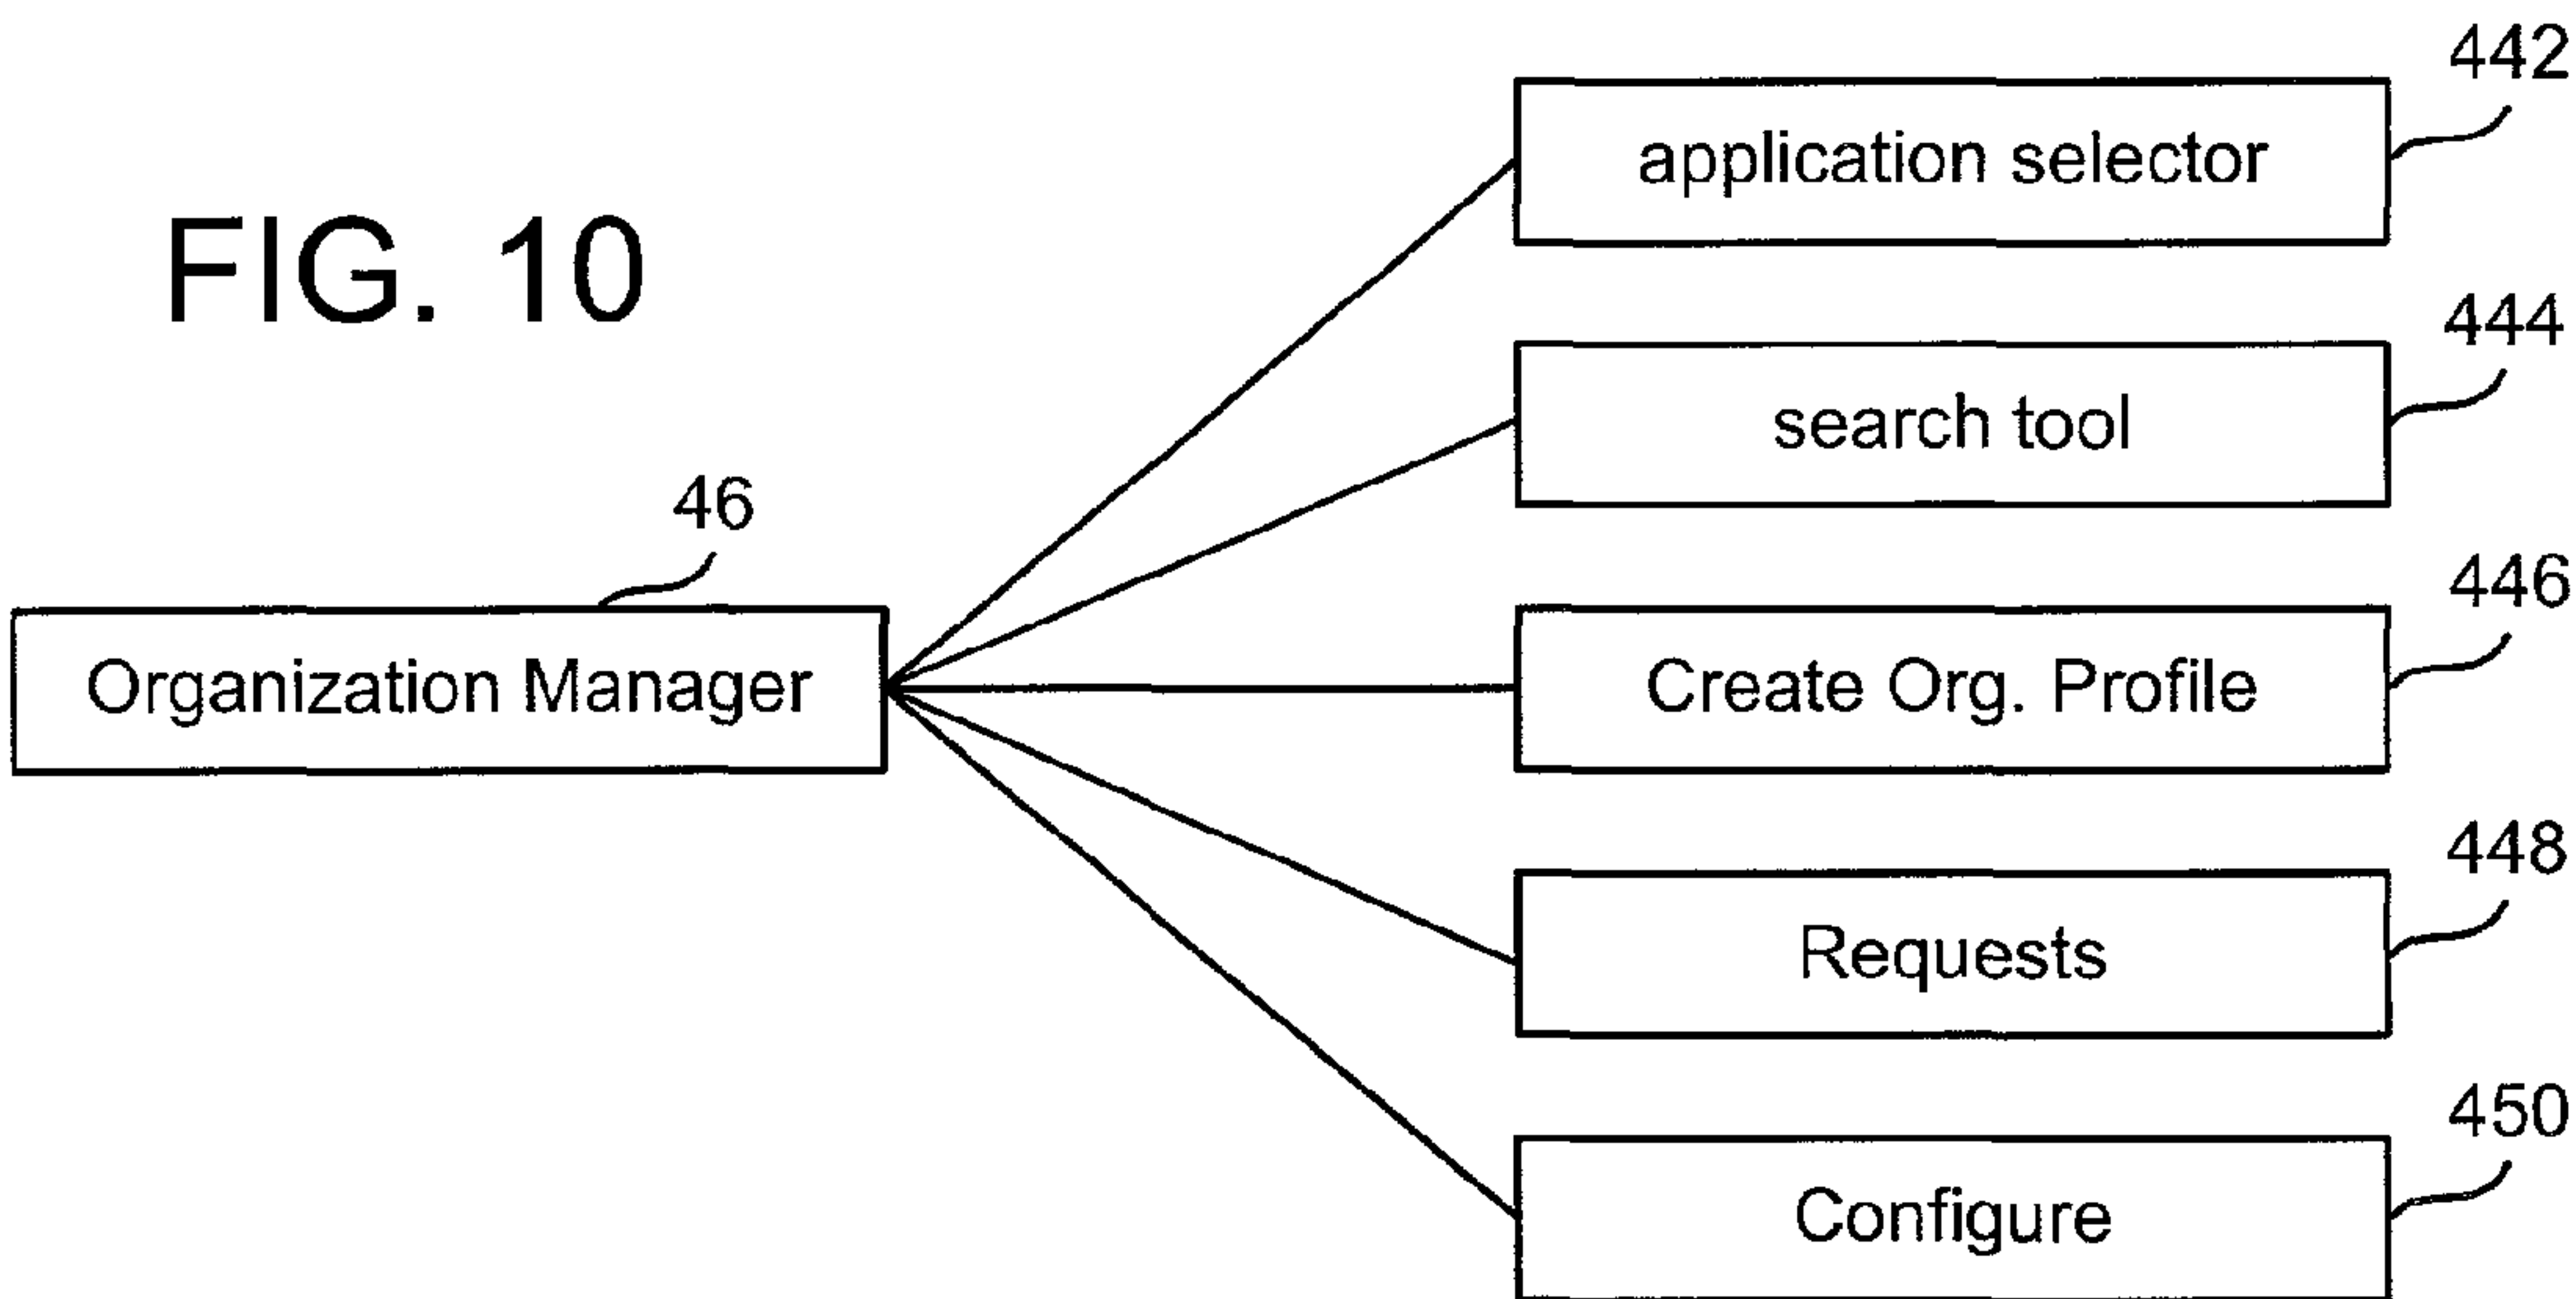 442
application selector
FIG. 10
444
search tool
46
446
Organization Manager
Create Org. Profile
448
Requests
450
Configure